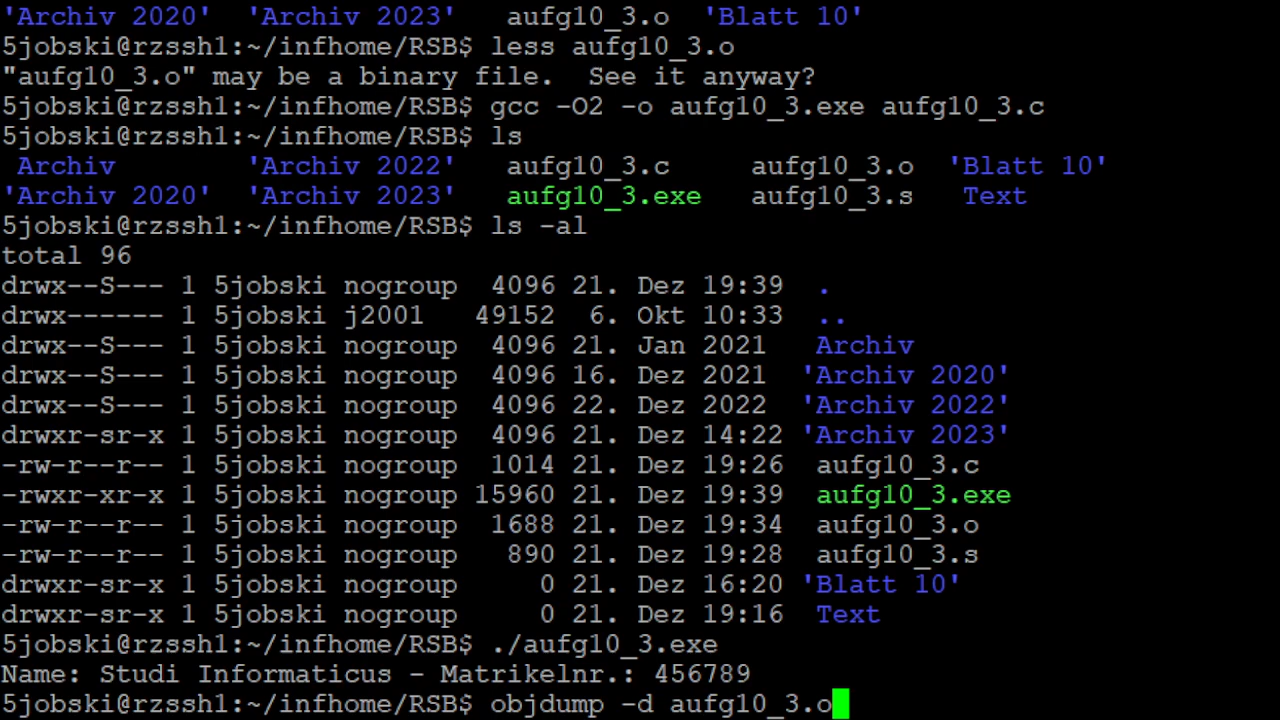 'Archiv 2020'  'Archiv 2023'   aufg10_3.o  'Blatt 10'
5jobski@rzssh1:~/infhome/RSB$ less aufg10_3.o
"aufg10_3.o" may be a binary file.  See it anyway?
5jobski@rzssh1:~/infhome/RSB$ gcc -O2 -o aufg10_3.exe aufg10_3.c
5jobski@rzssh1:~/infhome/RSB$ ls
 Archiv        'Archiv 2022'   aufg10_3.c     aufg10_3.o  'Blatt 10'
'Archiv 2020'  'Archiv 2023'   aufg10_3.exe   aufg10_3.s   Text
5jobski@rzssh1:~/infhome/RSB$ ls -al
total 96
drwx--S--- 1 5jobski nogroup  4096 21. Dez 19:39  .
drwx------ 1 5jobski j2001   49152  6. Okt 10:33  ..
drwx--S--- 1 5jobski nogroup  4096 21. Jan 2021   Archiv
drwx--S--- 1 5jobski nogroup  4096 16. Dez 2021  'Archiv 2020'
drwx--S--- 1 5jobski nogroup  4096 22. Dez 2022  'Archiv 2022'
drwxr-sr-x 1 5jobski nogroup  4096 21. Dez 14:22 'Archiv 2023'
-rw-r--r-- 1 5jobski nogroup  1014 21. Dez 19:26  aufg10_3.c
-rwxr-xr-x 1 5jobski nogroup 15960 21. Dez 19:39  aufg10_3.exe
-rw-r--r-- 1 5jobski nogroup  1688 21. Dez 19:34  aufg10_3.o
-rw-r--r-- 1 5jobski nogroup   890 21. Dez 19:28  aufg10_3.s
drwxr-sr-x 1 5jobski nogroup     0 21. Dez 16:20 'Blatt 10'
drwxr-sr-x 1 5jobski nogroup     0 21. Dez 19:16  Text
5jobski@rzssh1:~/infhome/RSB$ ./aufg10_3.exe
Name: Studi Informaticus - Matrikelnr.: 456789
5jobski@rzssh1:~/infhome/RSB$ objdump -d aufg10_3.o